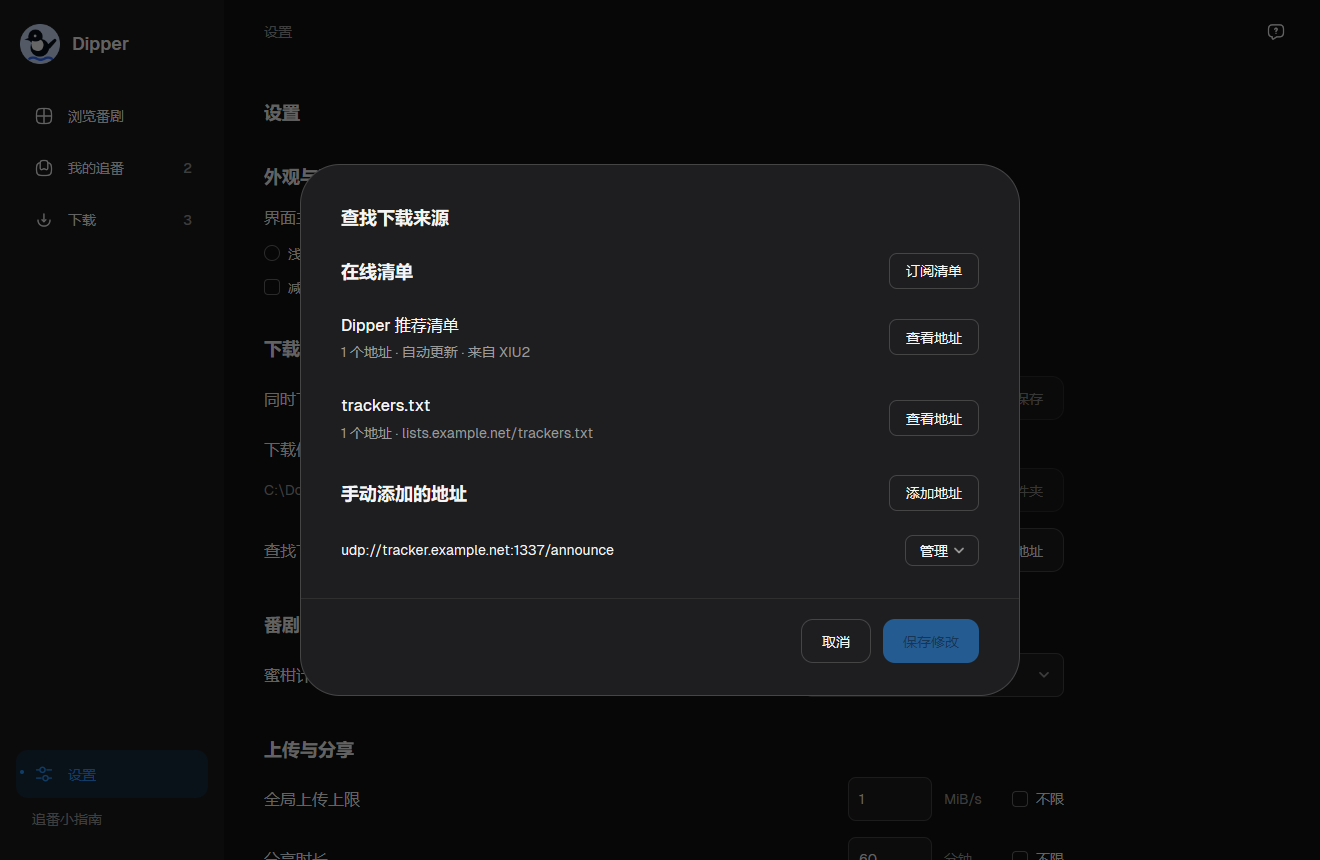 Dipper
设置
浏览番剧
我的追番 2
下载 3
设置
追番小指南
设置
外观与
界面
浅
减
下载
同时
保存
下载
C:\Do
件夹
查找
地址
番剧
蜜柑计
上传与分享
全局上传上限 1 MiB/s 不限
分享时长 60 分钟 不限
查找下载来源
在线清单 订阅清单
Dipper 推荐清单
1 个地址 · 自动更新 · 来自 XIU2
查看地址
trackers.txt
1 个地址 · lists.example.net/trackers.txt
查看地址
手动添加的地址 添加地址
udp://tracker.example.net:1337/announce 管理
取消 保存修改